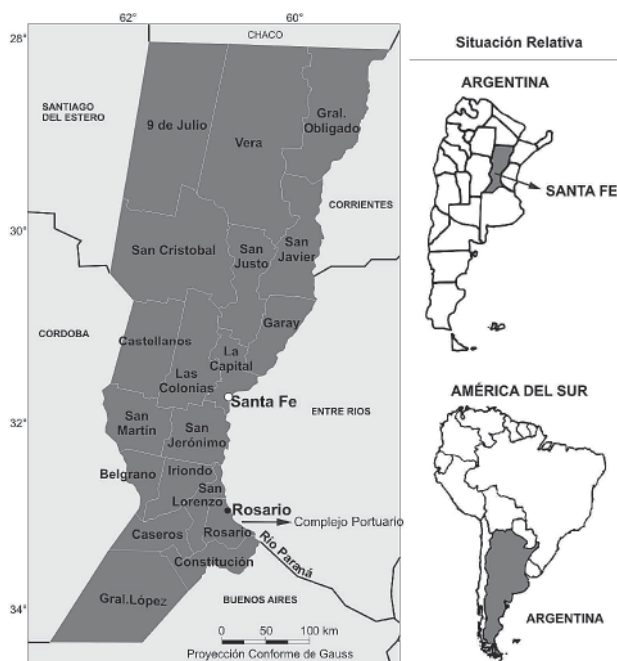 62°
60°
28°
CHACO
SANTIAGO
DEL ESTERO
9 de Julio
Vera
Gral.
Obligado
CORRIENTES
30°
San Cristobal
San
Justo
San
Javier
CORDOBA
Castellanos
Las
Colonias
La
Capital
Garay
Santa Fe
ENTRE RIOS
32°
San
Martín
San
Jerónimo
Belgrano
Iriondo
San
Lorenzo
Rosario
Complejo Portuario
Caseros
Rosario
Río Paraná
Constitución
Gral.López
BUENOS AIRES
34°
0 50 100 km
Proyección Conforme de Gauss
Situación Relativa
ARGENTINA
SANTA FE
AMÉRICA DEL SUR
ARGENTINA